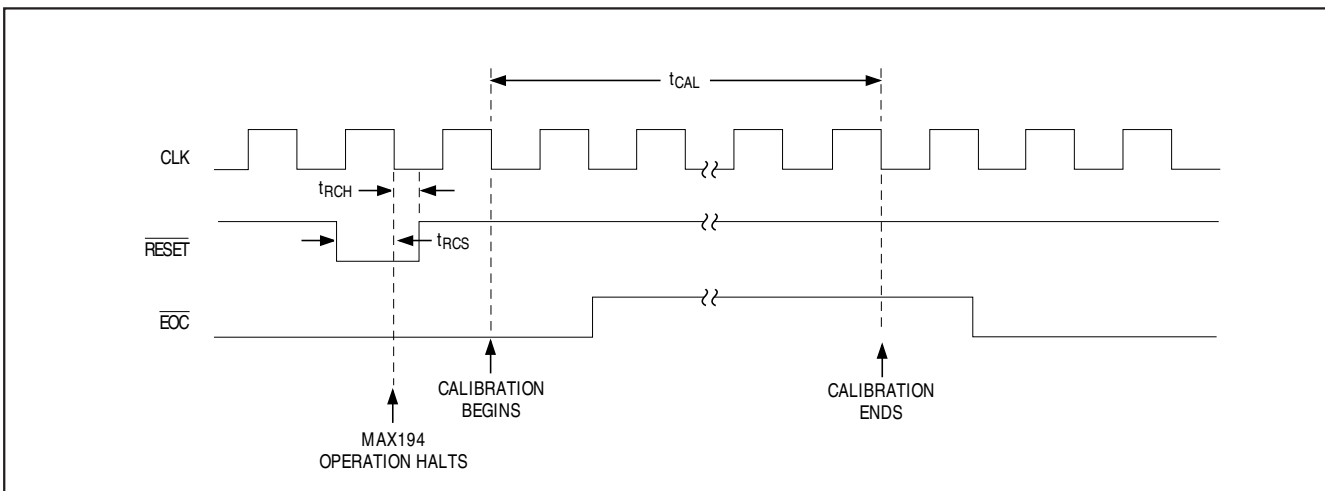 tCAL
CLK
tRCH
RESET
tRCS
EOC
CALIBRATION
BEGINS
CALIBRATION
ENDS
MAX194
OPERATION HALTS